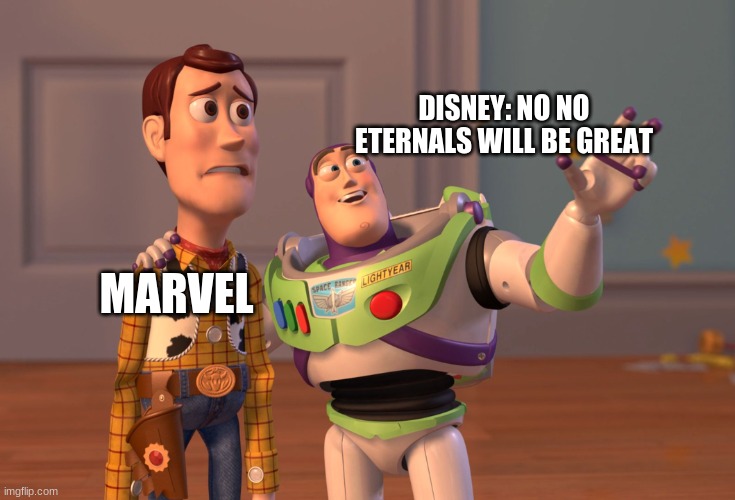 DISNEY: NO NO
ETERNALS WILL BE GREAT
MARVEL
SPACE RANGER
LIGHTYEAR
imgflip.com